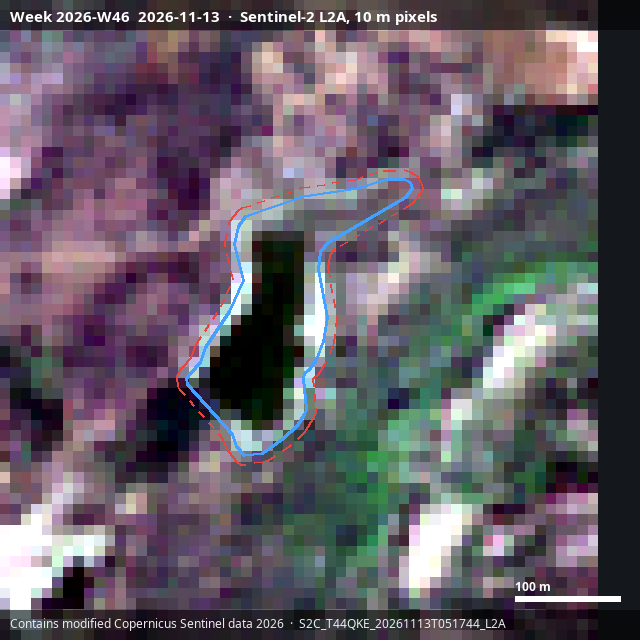 Week 2026-W46  2026-11-13  ·  Sentinel-2 L2A, 10 m pixels
100 m
Contains modified Copernicus Sentinel data 2026  ·  S2C_T44QKE_20261113T051744_L2A